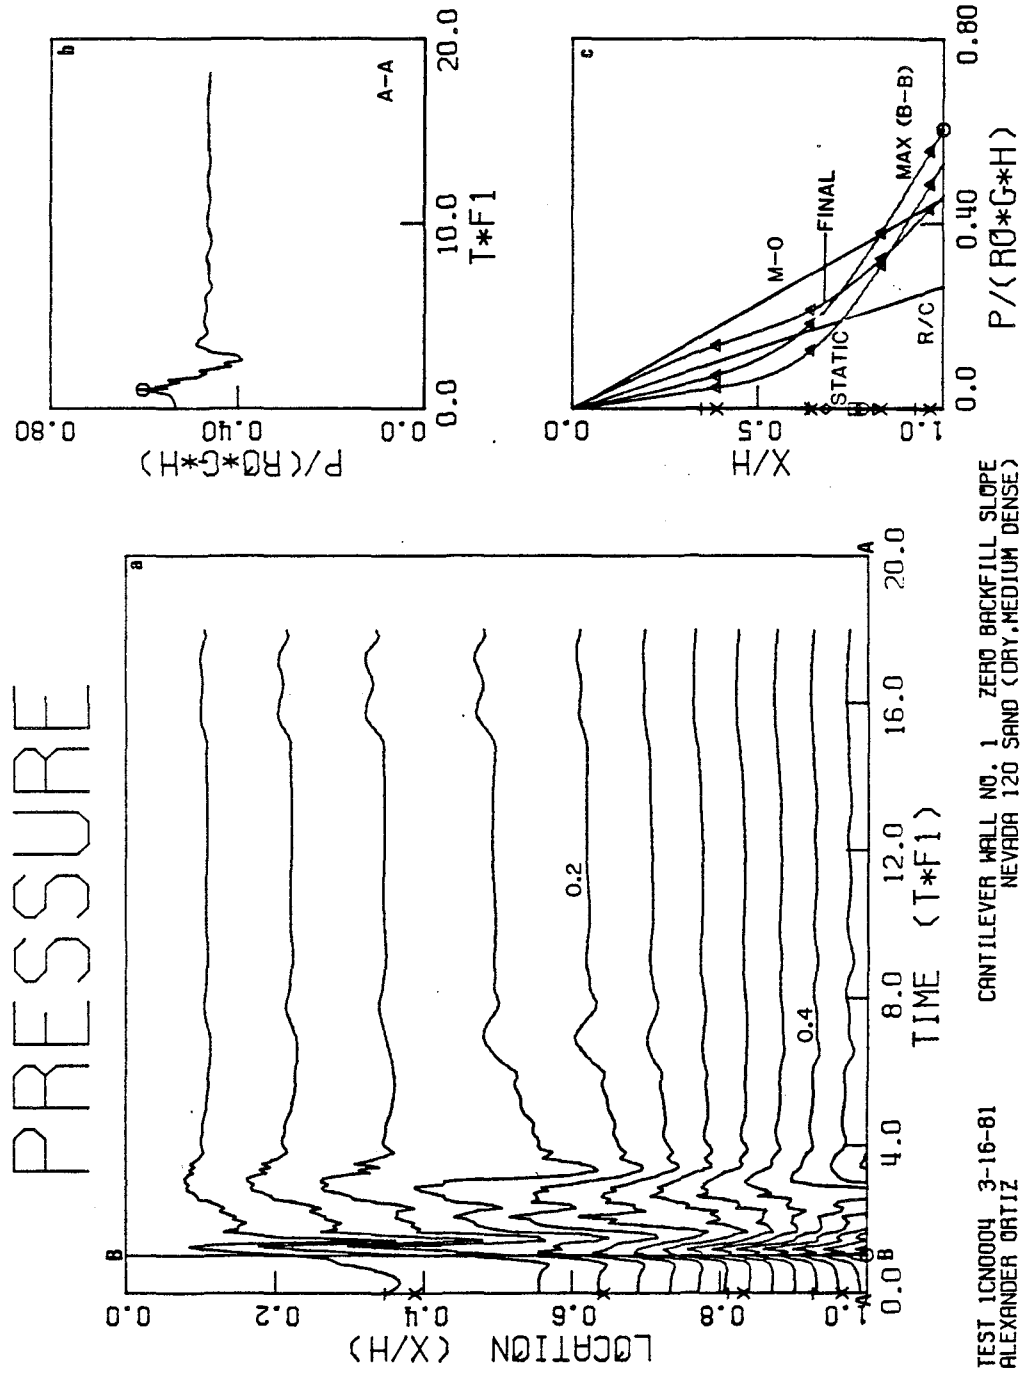 PRESSURE
a
LOCATION (X/H)
0.0
0.2
0.4
0.6
0.8
1.0
B
B
A
A
0.2
0.4
0.0
4.0
8.0
12.0
16.0
20.0
TIME (T*F1)
b
P/(RO*G*H)
0.80
0.40
0.0
A-A
0.0
10.0
20.0
T*F1
c
X/H
0.0
0.5
1.0
M-O
FINAL
STATIC
MAX (B-B)
R/C
0.0
0.40
0.80
P/(RO*G*H)
TEST 1CN0004 3-16-81 CANTILEVER WALL NO. 1 ZERO BACKFILL SLOPE
ALEXANDER ORTIZ NEVADA 120 SAND (DRY,MEDIUM DENSE)